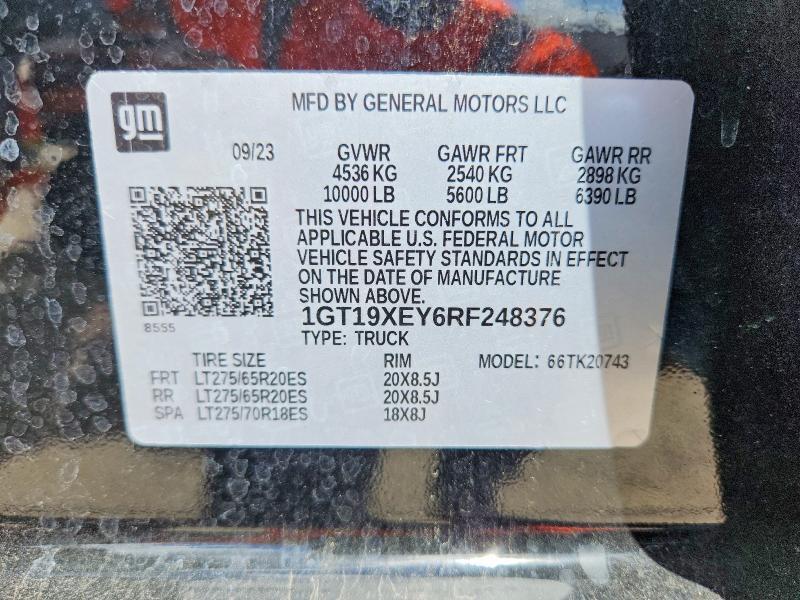 gm
MFD BY GENERAL MOTORS LLC
09/23 GVWR GAWR FRT GAWR RR
4536 KG 2540 KG 2898 KG
10000 LB 5600 LB 6390 LB
THIS VEHICLE CONFORMS TO ALL
APPLICABLE U.S. FEDERAL MOTOR
VEHICLE SAFETY STANDARDS IN EFFECT
ON THE DATE OF MANUFACTURE
SHOWN ABOVE.
8555
1GT19XEY6RF248376
TYPE: TRUCK
TIRE SIZE RIM MODEL: 66TK20743
FRT LT275/65R20ES 20X8.5J
RR LT275/65R20ES 20X8.5J
SPA LT275/70R18ES 18X8J